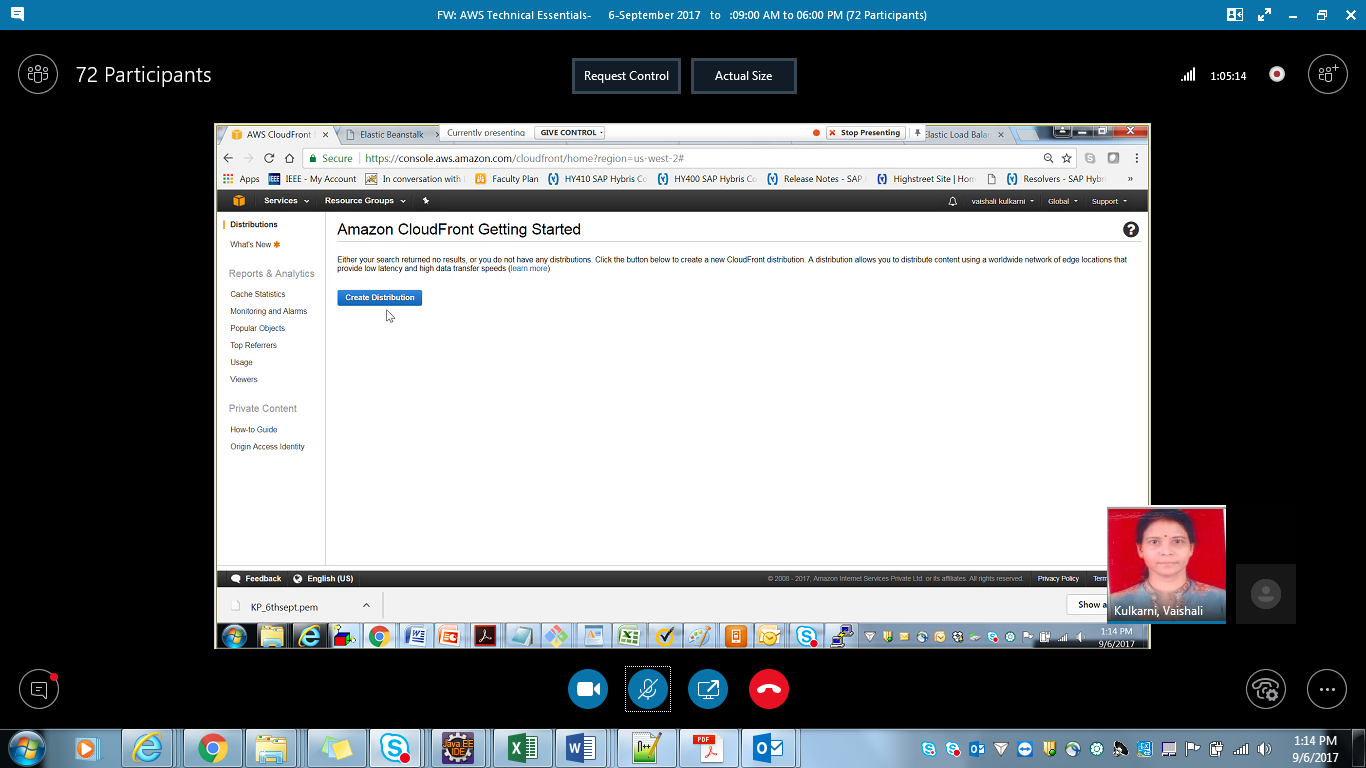 FW: AWS Technical Essentials- 6-September 2017 to :09:00 AM to 06:00 PM (72 Participants)
72 Participants
Request Control
Actual Size
1:05:14
AWS CloudFront
Elastic Beanstalk
Currently presenting
GIVE CONTROL
Stop Presenting
Elastic Load Balan
Secure
https://console.aws.amazon.com/cloudfront/home?region=us-west-2#
Apps
IEEE - My Account
In conversation with
Faculty Plan
HY410 SAP Hybris Co
HY400 SAP Hybris Co
Release Notes - SAP
Highstreet Site | Hom
Resolvers - SAP Hybr
»
Services
Resource Groups
vaishali kulkarni
Global
Support
Distributions
What's New
Reports & Analytics
Cache Statistics
Monitoring and Alarms
Popular Objects
Top Referrers
Usage
Viewers
Private Content
How-to Guide
Origin Access Identity
Amazon CloudFront Getting Started
Either your search returned no results, or you do not have any distributions. Click the button below to create a new CloudFront distribution. A distribution allows you to distribute content using a worldwide network of edge locations that
provide low latency and high data transfer speeds (learn more)
Create Distribution
Feedback
English (US)
© 2008 - 2017, Amazon Internet Services Private Ltd. or its affiliates. All rights reserved.
Privacy Policy
Term
KP_6thsept.pem
Show a
Kulkarni, Vaishali
1:14 PM
9/6/2017
Java EE
IDE
PDF
1:14 PM
9/6/2017